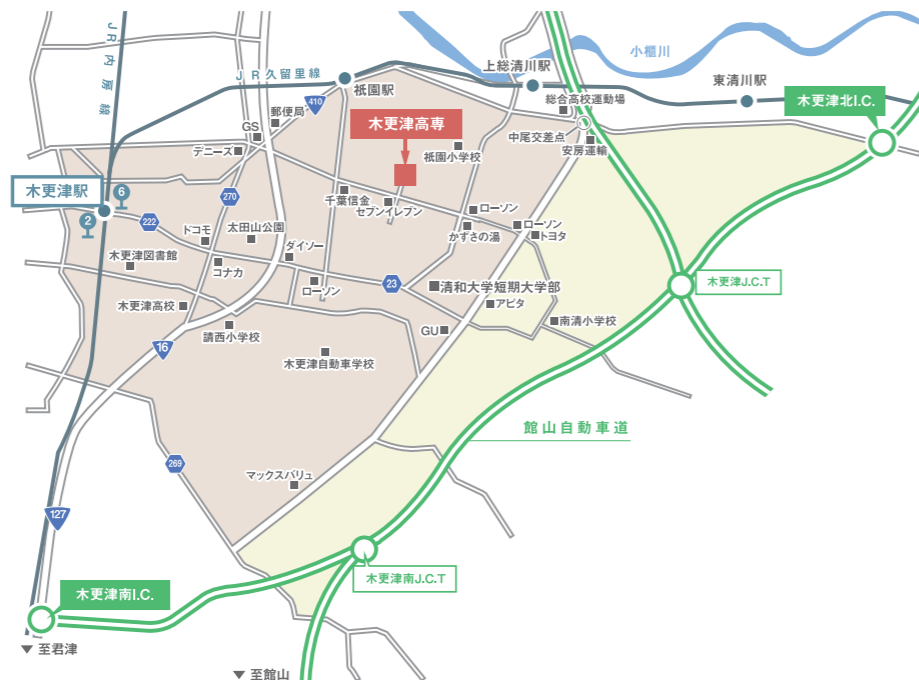 JR内房線
JR久留里線
祇園駅
上総清川駅
小櫃川
東清川駅
木更津北I.C.
総合高校運動場
中尾交差点
安房運輸
410
郵便局
GS
デニーズ
木更津高専
祇園小学校
木更津駅
6
2
222
270
千葉信金
セブンイレブン
ローソン
かずさの湯
ローソン
トヨタ
ドコモ
太田山公園
ダイソー
木更津図書館
コナカ
ローソン
23
清和大学短期大学部
アピタ
木更津J.C.T
木更津高校
請西小学校
GU
南清小学校
16
木更津自動車学校
館山自動車道
269
マックスバリュ
127
木更津南J.C.T
木更津南I.C.
▼ 至君津
▼ 至館山